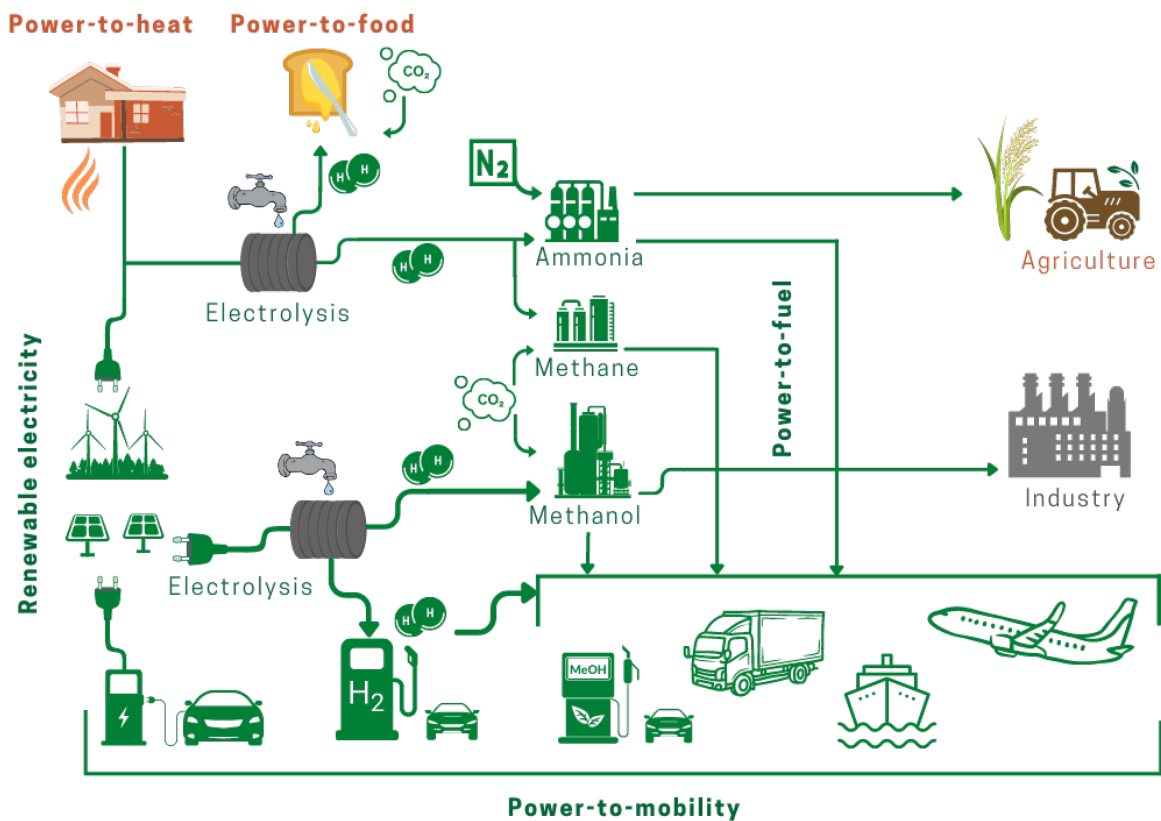 Power-to-heat
Power-to-food
CO₂
H H
N₂
Ammonia
H H
Electrolysis
Agriculture
Methane
CO₂
Power-to-fuel
Renewable electricity
H H
Methanol
Industry
Electrolysis
H H
H₂
MeOH
Power-to-mobility